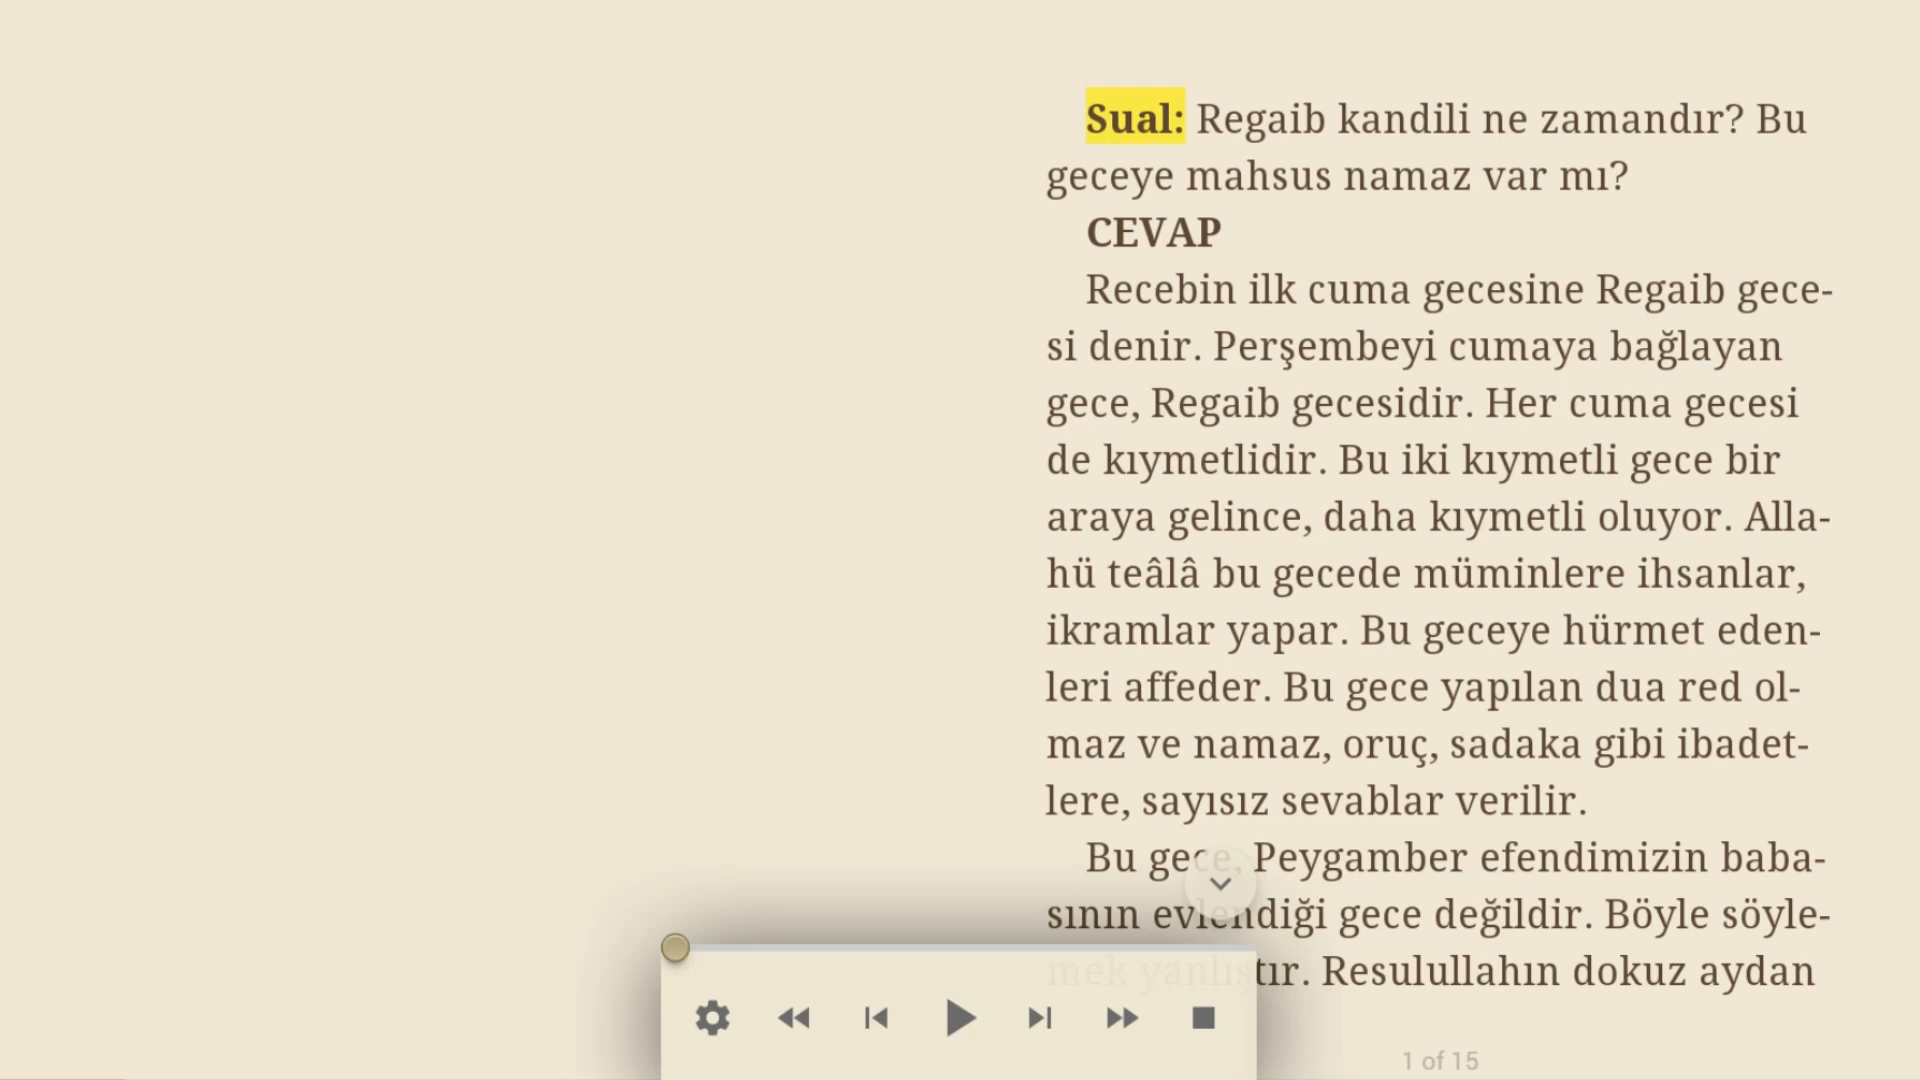 Sual: Regaib kandili ne zamandır? Bu
geceye mahsus namaz var mı?
CEVAP
Recebin ilk cuma gecesine Regaib gece-
si denir. Perşembeyi cumaya bağlayan
gece, Regaib gecesidir. Her cuma gecesi
de kıymetlidir. Bu iki kıymetli gece bir
araya gelince, daha kıymetli oluyor. Alla-
hü teâlâ bu gecede müminlere ihsanlar,
ikramlar yapar. Bu geceye hürmet eden-
leri affeder. Bu gece yapılan dua red ol-
maz ve namaz, oruç, sadaka gibi ibadet-
lere, sayısız sevablar verilir.
Bu gece, Peygamber efendimizin baba-
sının evlendiği gece değildir. Böyle söyle-
mek yanlıştır. Resulullahın dokuz aydan
1 of 15